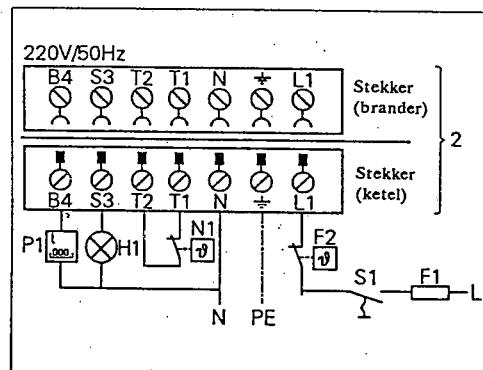 220V/50Hz
B4 S3 T2 T1 N ⏚ L1
Stekker
(brander)
2
Stekker
(ketel)
B4 S3 T2 T1 N ⏚ L1
P1 H1 N1 ϑ F2 ϑ
S1 F1 L
N PE